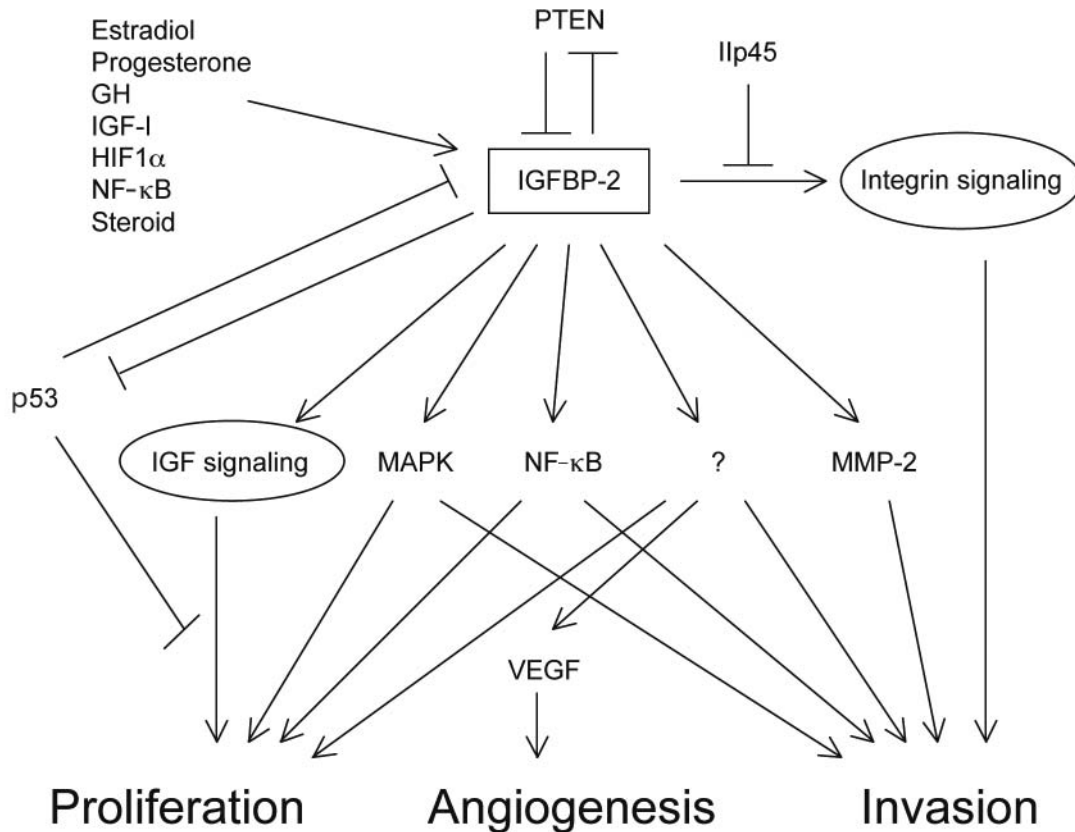 Estradiol
Progesterone
GH
IGF-I
HIF1α
NF-κB
Steroid
PTEN
IIp45
IGFBP-2
Integrin signaling
p53
IGF signaling
MAPK
NF-κB
?
MMP-2
VEGF
Proliferation
Angiogenesis
Invasion